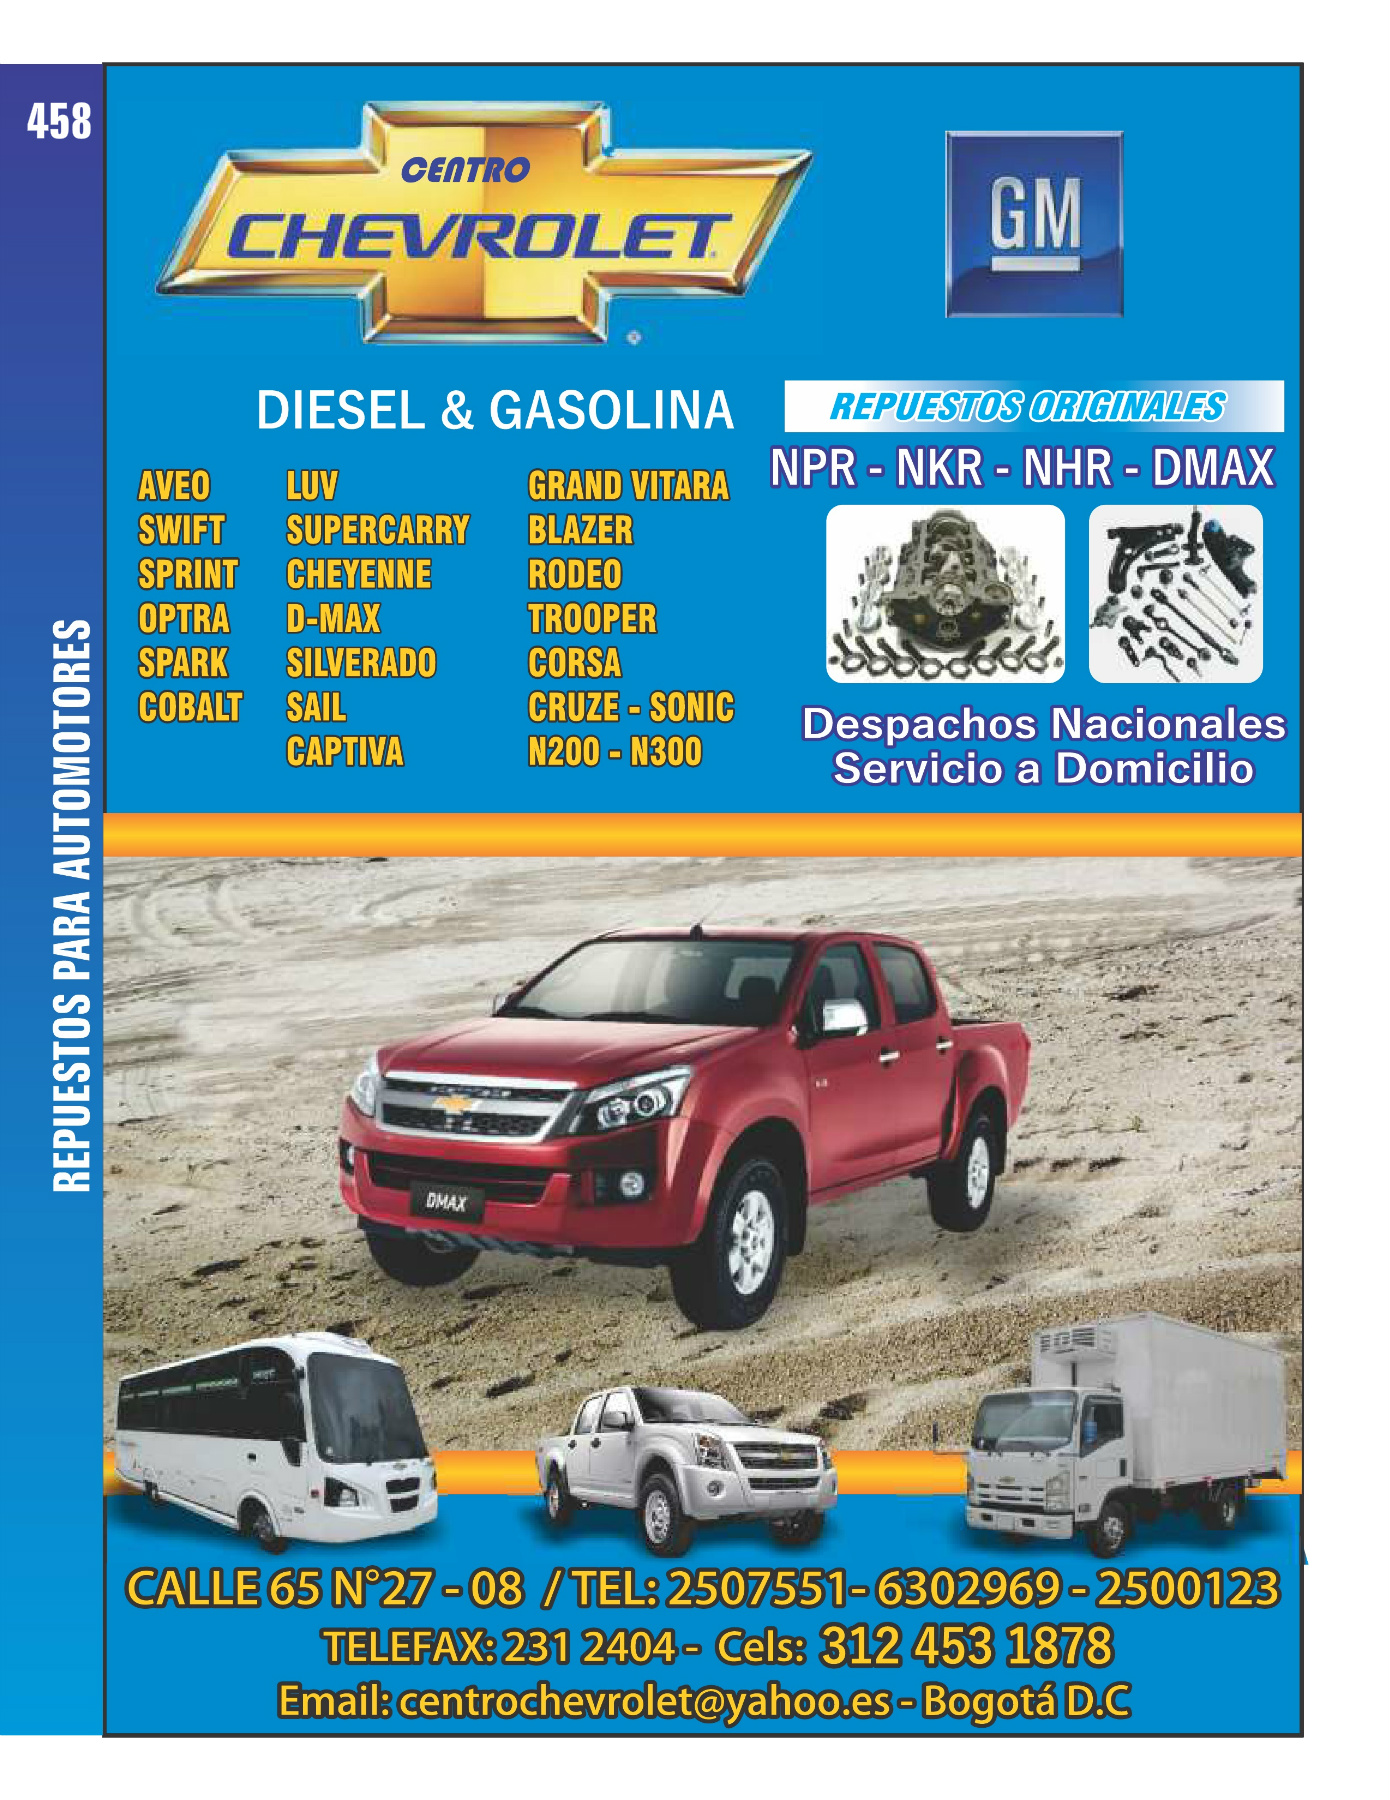 458
REPUESTOS PARA AUTOMOTORES
CENTRO
CHEVROLET
GM
DIESEL & GASOLINA
AVEO
SWIFT
SPRINT
OPTRA
SPARK
COBALT
LUV
SUPERCARRY
CHEYENNE
D-MAX
SILVERADO
SAIL
CAPTIVA
GRAND VITARA
BLAZER
RODEO
TROOPER
CORSA
CRUZE - SONIC
N200 - N300
REPUESTOS ORIGINALES
NPR - NKR - NHR - DMAX
Despachos Nacionales
Servicio a Domicilio
DMAX
CALLE 65 N°27 - 08 / TEL: 2507551- 6302969 - 2500123
TELEFAX: 231 2404 - Cels: 312 453 1878
Email: centrochevrolet@yahoo.es - Bogotá D.C